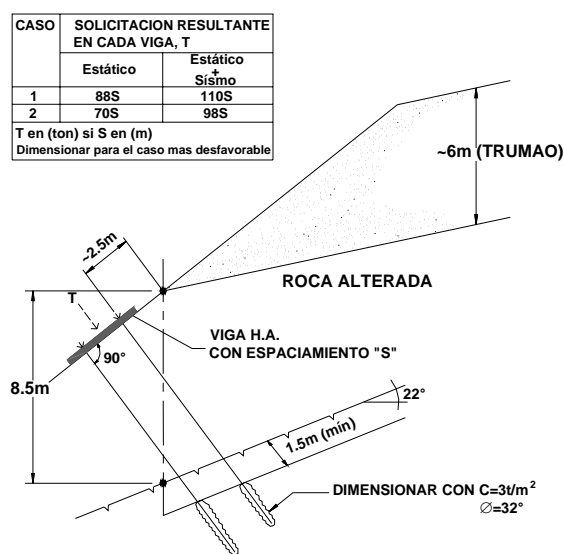 CASO
SOLICITACION RESULTANTE
EN CADA VIGA, T
Estático
Estático
+
Sísmo
1 88S 110S
2 70S 98S
T en (ton) si S en (m)
Dimensionar para el caso mas desfavorable
~6m (TRUMAO)
~2.5m
ROCA ALTERADA
T
VIGA H.A.
CON ESPACIAMIENTO "S"
90°
8.5m
22°
1.5m (mín)
DIMENSIONAR CON C=3t/m²
∅=32°